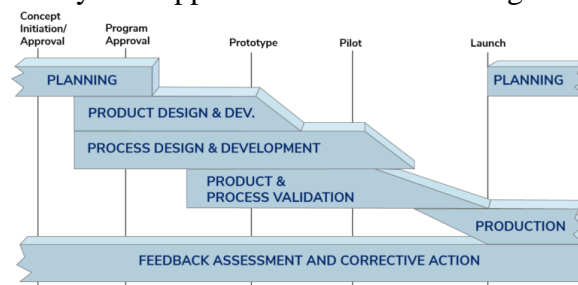 Concept
Initiation/
Approval
Program
Approval
Prototype
Pilot
Launch
PLANNING
PLANNING
PRODUCT DESIGN & DEV.
PROCESS DESIGN & DEVELOPMENT
PRODUCT &
PROCESS VALIDATION
PRODUCTION
FEEDBACK ASSESSMENT AND CORRECTIVE ACTION